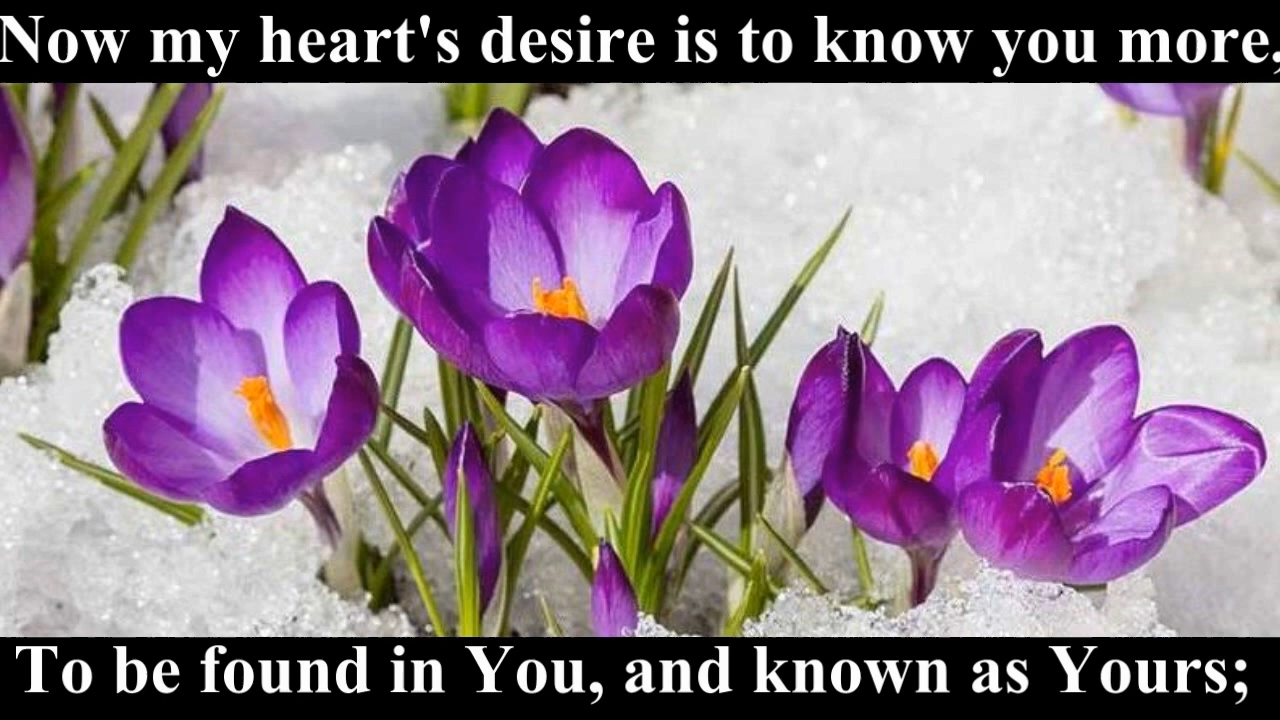 Now my heart's desire is to know you more,
To be found in You, and known as Yours;